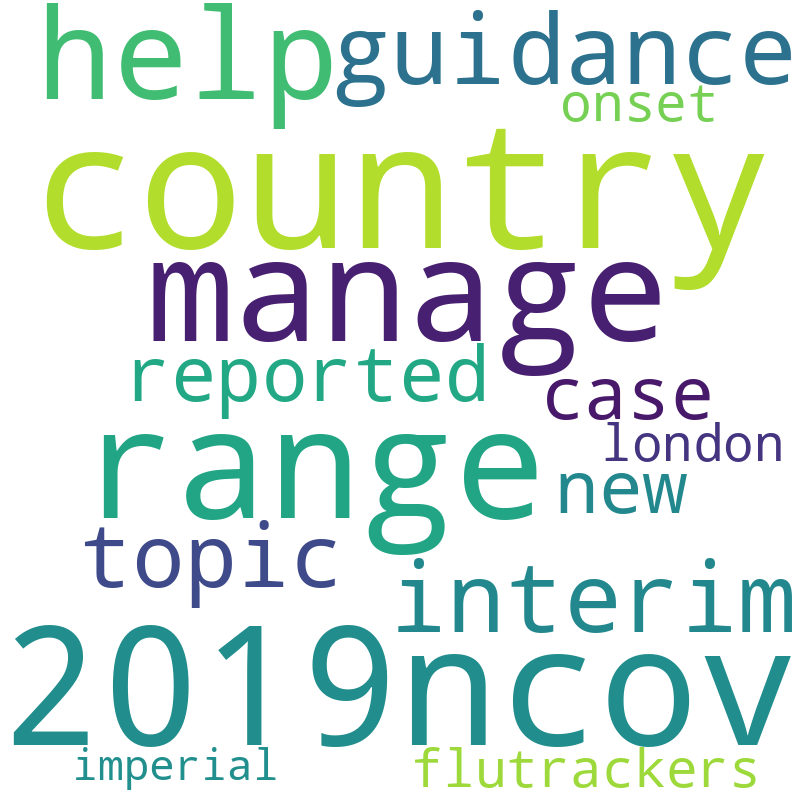 help guidance
onset
country
manage
reported case
london
range new
topic interim
2019ncov
imperial flutrackers